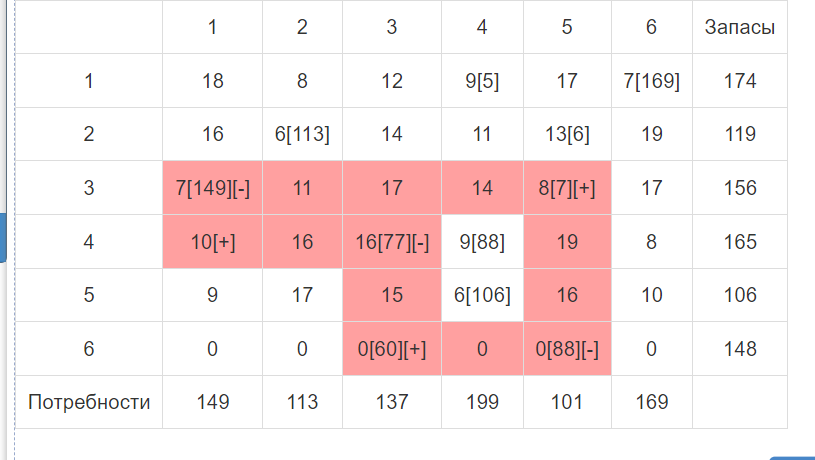 1 2 3 4 5 6 Запасы
1 18 8 12 9[5] 17 7[169] 174
2 16 6[113] 14 11 13[6] 19 119
3 7[149][-] 11 17 14 8[7][+] 17 156
4 10[+] 16 16[77][-] 9[88] 19 8 165
5 9 17 15 6[106] 16 10 106
6 0 0 0[60][+] 0 0[88][-] 0 148
Потребности 149 113 137 199 101 169